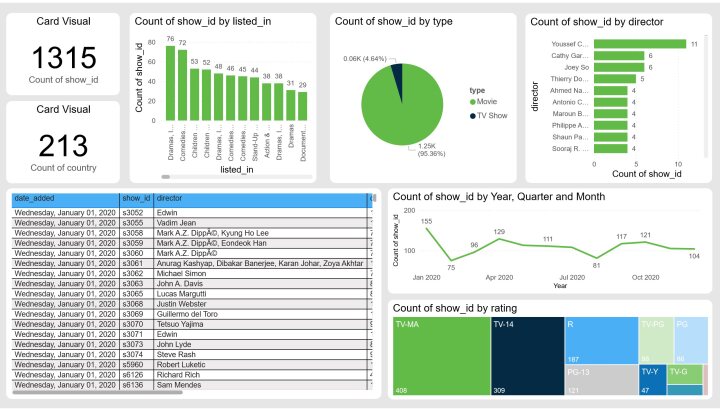 Card Visual
1315
Count of show_id
Card Visual
213
Count of country
Count of show_id by listed_in
Count of show_id
80
60
40
20
0
76
72
53
52
48
46
45
44
38
38
31
29
Dramas, I...
Comedies...
Children ...
Children ...
Dramas, I...
Comedies...
Comedies...
Stand-Up ...
Action & ...
Dramas, I...
Dramas
Document...
listed_in
Count of show_id by type
0.06K (4.64%)
1.25K
(95.36%)
type
Movie
TV Show
Count of show_id by director
director
Youssef C... 11
Cathy Gar... 6
Joey So 6
Thierry Do... 5
Ahmed Na... 4
Antonio C... 4
Maroun B... 4
Philippe A... 4
Shaun Pa... 4
Sooraj R. ... 4
0 5 10
Count of show_id
date_added show_id director
Wednesday, January 01, 2020 s3052 Edwin
Wednesday, January 01, 2020 s3055 Vadim Jean
Wednesday, January 01, 2020 s3058 Mark A.Z. DippÃ©, Kyung Ho Lee
Wednesday, January 01, 2020 s3059 Mark A.Z. DippÃ©, Eondeok Han
Wednesday, January 01, 2020 s3060 Mark A.Z. DippÃ©
Wednesday, January 01, 2020 s3061 Anurag Kashyap, Dibakar Banerjee, Karan Johar, Zoya Akhtar
Wednesday, January 01, 2020 s3062 Michael Simon
Wednesday, January 01, 2020 s3063 John A. Davis
Wednesday, January 01, 2020 s3065 Lucas Margutti
Wednesday, January 01, 2020 s3068 Justin Webster
Wednesday, January 01, 2020 s3069 Guillermo del Toro
Wednesday, January 01, 2020 s3070 Tetsuo Yajima
Wednesday, January 01, 2020 s3071 Edwin
Wednesday, January 01, 2020 s3073 John Lyde
Wednesday, January 01, 2020 s3074 Steve Rash
Wednesday, January 01, 2020 s5960 Robert Luketic
Wednesday, January 01, 2020 s6126 Richard Rich
Wednesday, January 01, 2020 s6136 Sam Mendes
Count of show_id by Year, Quarter and Month
Count of show_id
200
100
155
75
96
129
111
81
117
121
104
Jan 2020 Apr 2020 Jul 2020 Oct 2020
Year
Count of show_id by rating
TV-MA
408
TV-14
309
R
167
PG-13
121
TV-PG
PG
TV-Y
47
TV-G